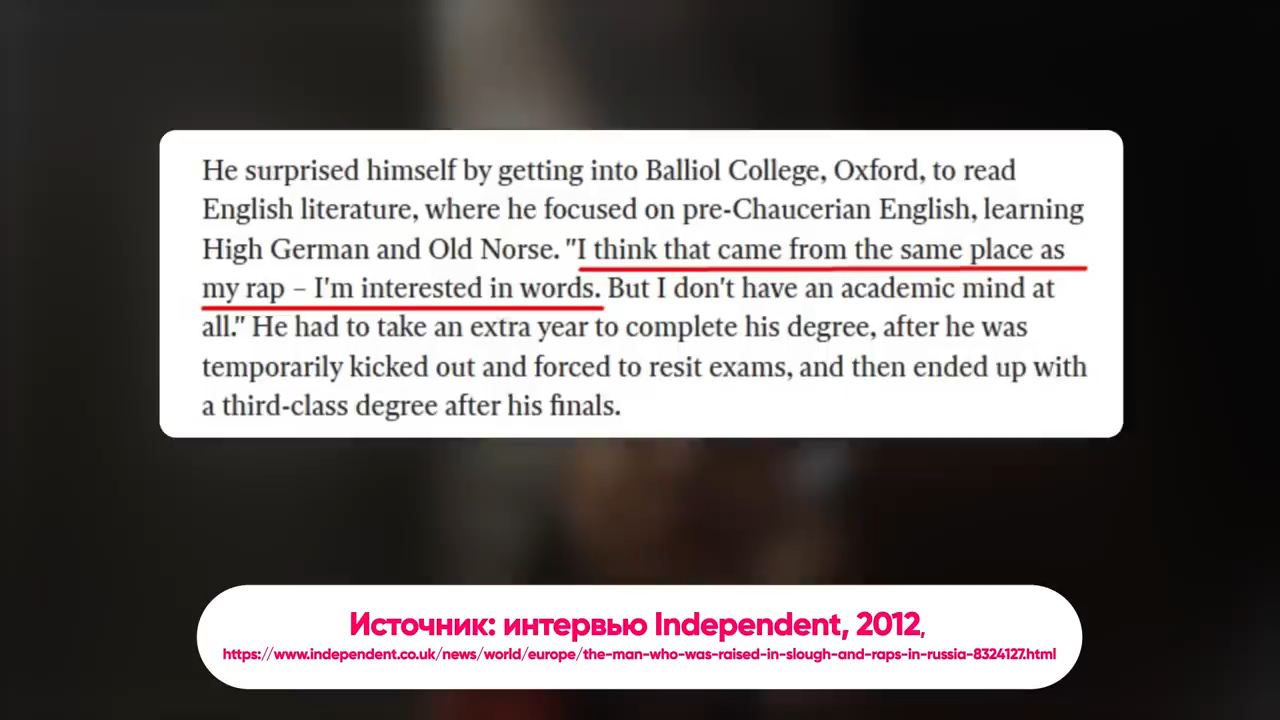 He surprised himself by getting into Balliol College, Oxford, to read
English literature, where he focused on pre-Chaucerian English, learning
High German and Old Norse. "I think that came from the same place as
my rap – I'm interested in words. But I don't have an academic mind at
all." He had to take an extra year to complete his degree, after he was
temporarily kicked out and forced to resit exams, and then ended up with
a third-class degree after his finals.
Источник: интервью Independent, 2012,
https://www.independent.co.uk/news/world/europe/the-man-who-was-raised-in-slough-and-raps-in-russia-8324127.html